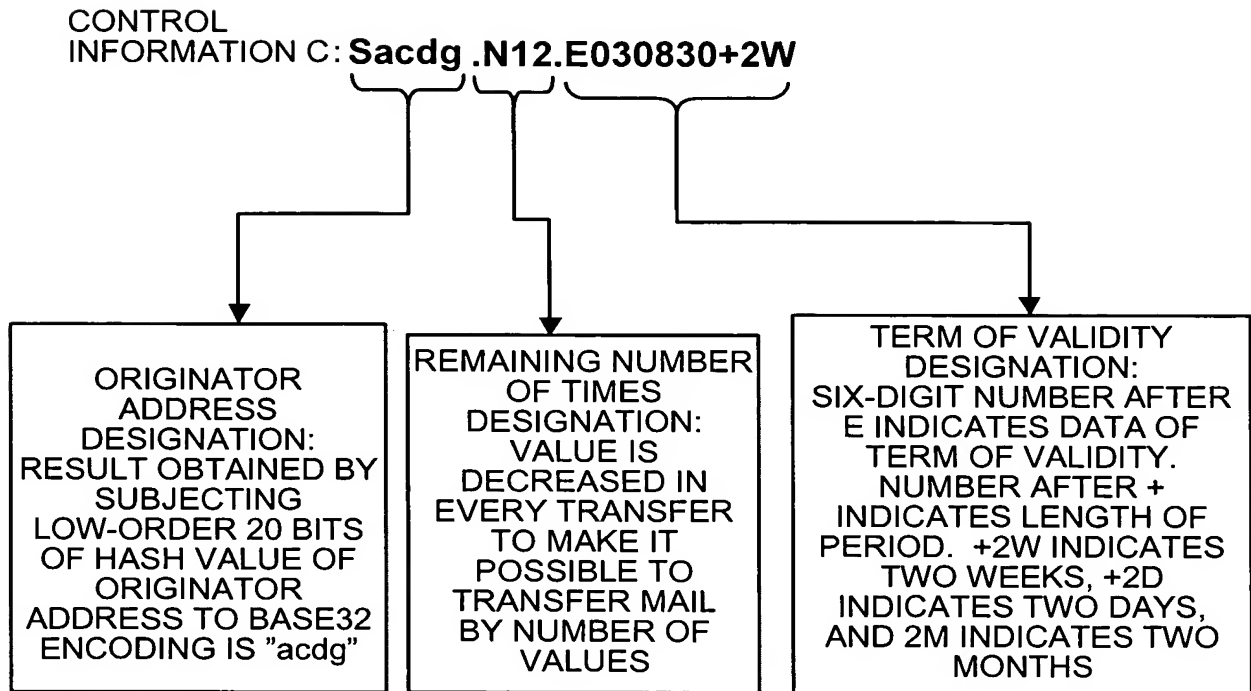 CONTROL
INFORMATION C: Sacdg .N12.E030830+2W
ORIGINATOR
ADDRESS
DESIGNATION:
RESULT OBTAINED BY
SUBJECTING
LOW-ORDER 20 BITS
OF HASH VALUE OF
ORIGINATOR
ADDRESS TO BASE32
ENCODING IS "acdg"
REMAINING NUMBER
OF TIMES
DESIGNATION:
VALUE IS
DECREASED IN
EVERY TRANSFER
TO MAKE IT
POSSIBLE TO
TRANSFER MAIL
BY NUMBER OF
VALUES
TERM OF VALIDITY
DESIGNATION:
SIX-DIGIT NUMBER AFTER
E INDICATES DATA OF
TERM OF VALIDITY.
NUMBER AFTER +
INDICATES LENGTH OF
PERIOD. +2W INDICATES
TWO WEEKS, +2D
INDICATES TWO DAYS,
AND 2M INDICATES TWO
MONTHS